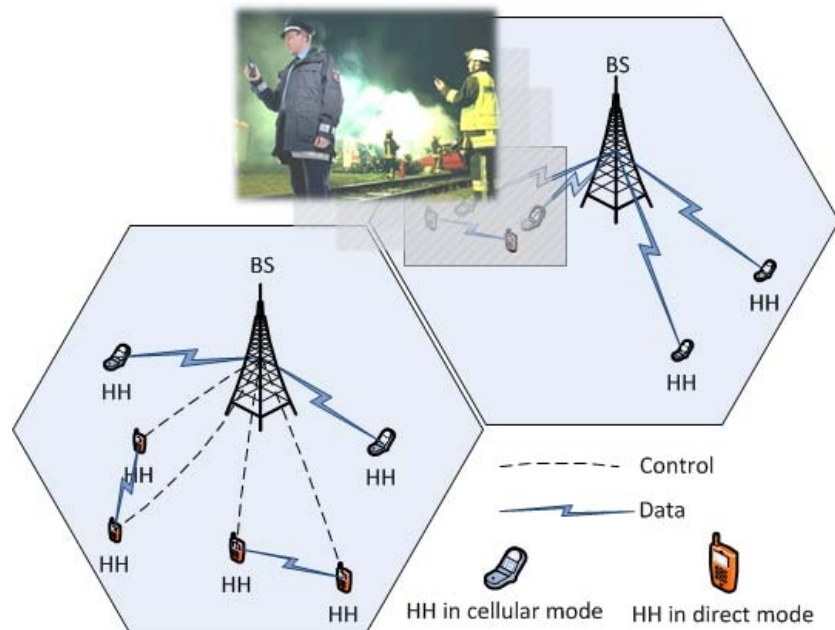 BS
HH
HH
BS
HH
HH
HH
HH
HH
HH
Control
Data
HH in cellular mode
HH in direct mode